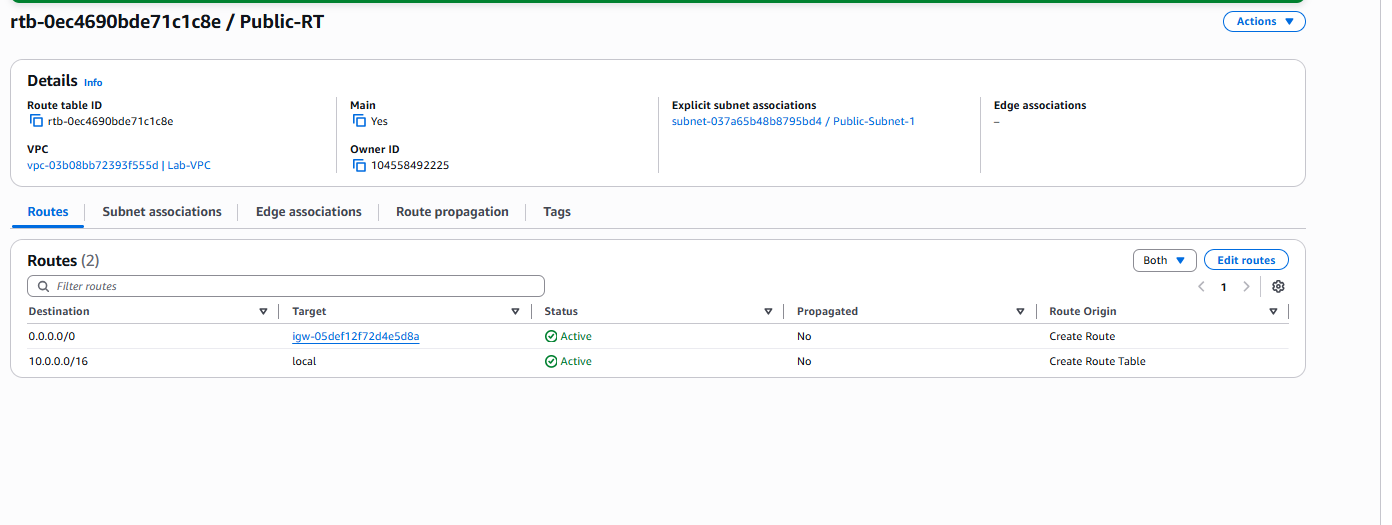 rtb-0ec4690bde71c1c8e / Public-RT
Actions
Details Info
Route table ID
rtb-0ec4690bde71c1c8e
Main
Yes
Explicit subnet associations
subnet-037a65b48b8795bd4 / Public-Subnet-1
Edge associations
–
VPC
vpc-03b08bb72393f555d | Lab-VPC
Owner ID
104558492225
Routes
Subnet associations
Edge associations
Route propagation
Tags
Routes (2)
Both
Edit routes
Filter routes
1
Destination Target Status Propagated Route Origin
0.0.0.0/0 igw-05def12f72d4e5d8a Active No Create Route
10.0.0.0/16 local Active No Create Route Table